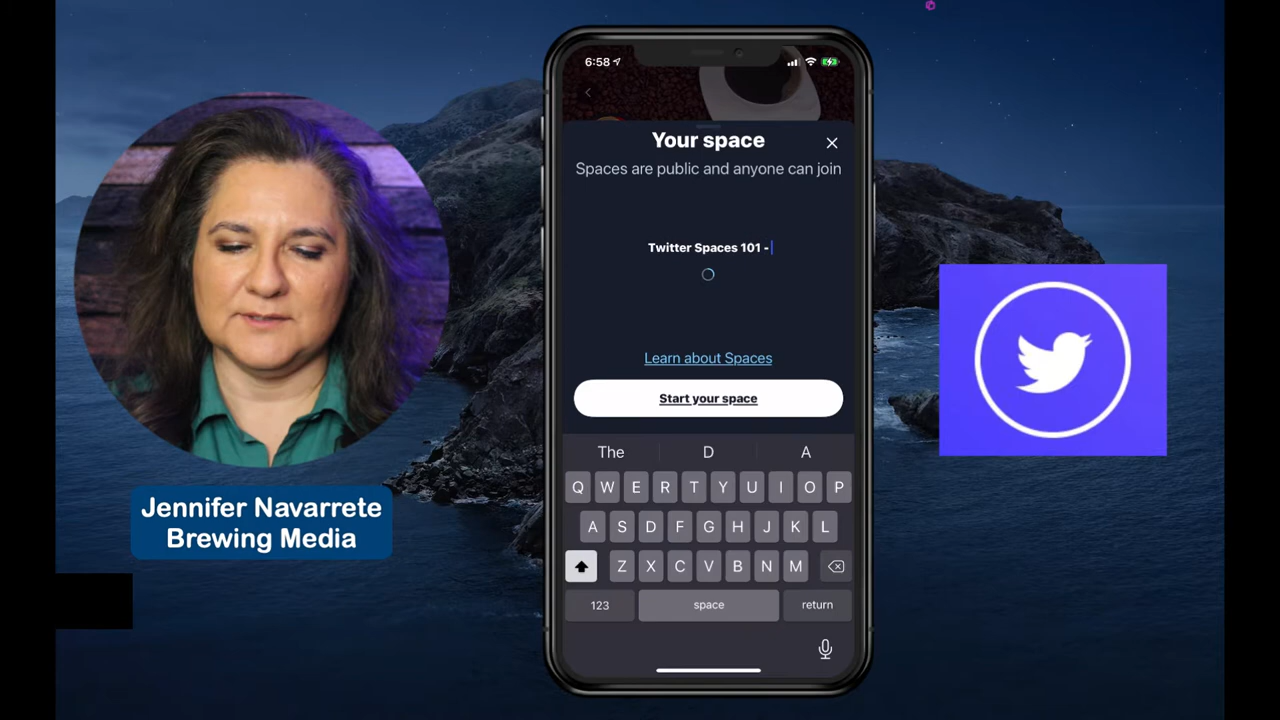 6:58
Your space
Spaces are public and anyone can join
Twitter Spaces 101 -
Learn about Spaces
Start your space
The D A
Q W E R T Y U I O P
A S D F G H J K L
Z X C V B N M
123 space return
Jennifer Navarrete
Brewing Media